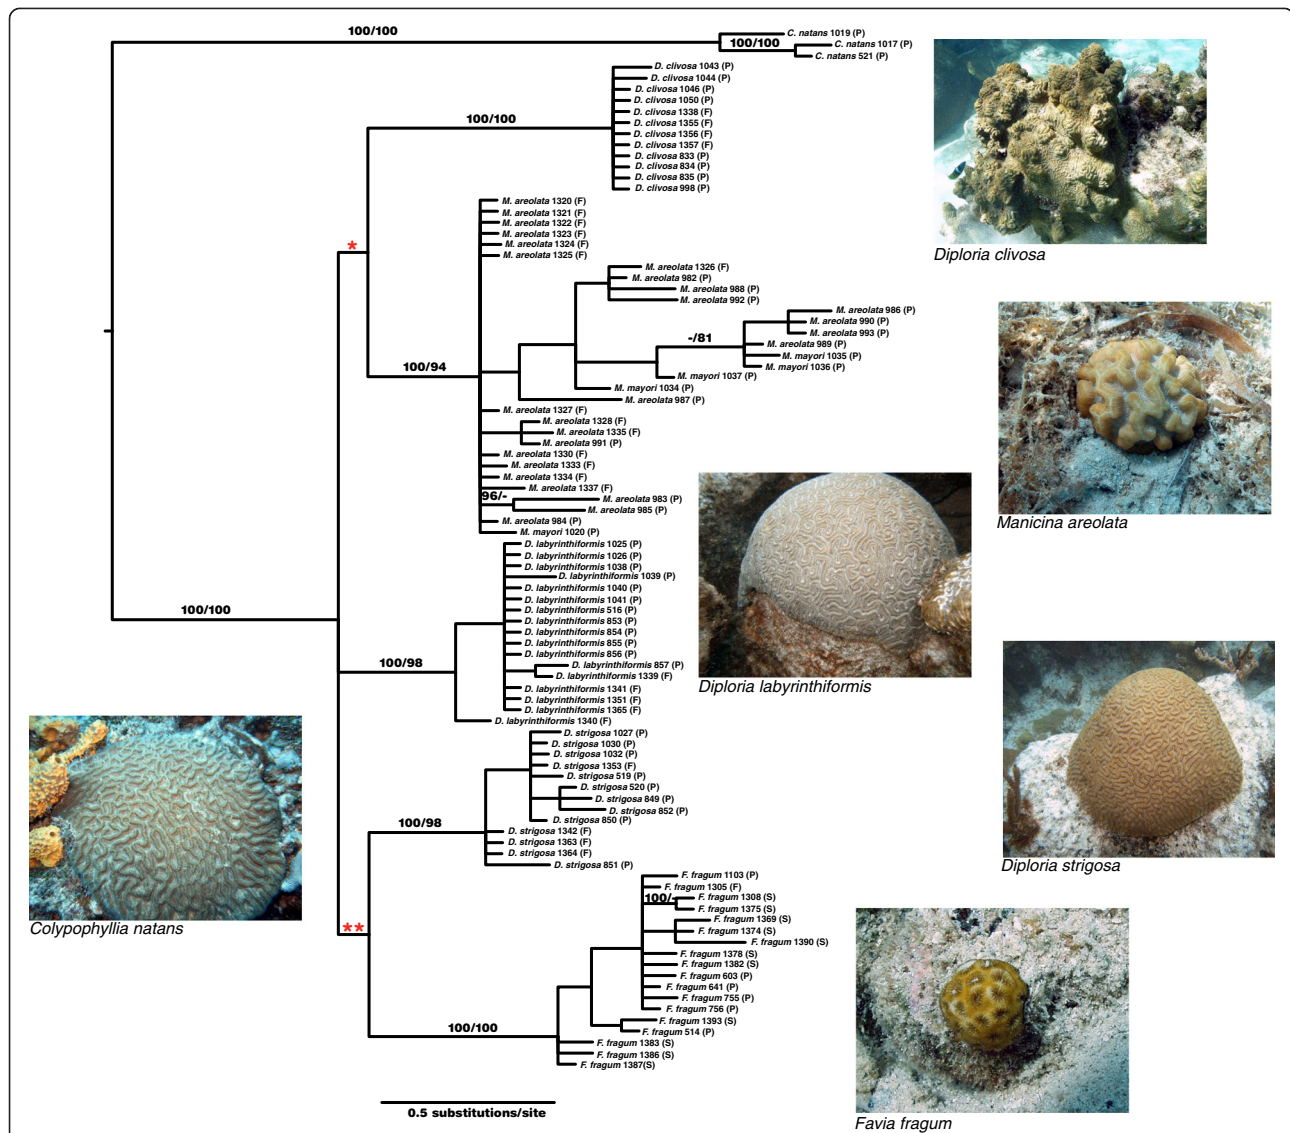 100/100
C. natans 1019 (P)
100/100
C. natans 1017 (P)
C. natans 521 (P)
D. clivosa 1043 (P)
D. clivosa 1044 (P)
D. clivosa 1046 (P)
D. clivosa 1050 (P)
D. clivosa 1338 (F)
D. clivosa 1355 (F)
100/100
D. clivosa 1356 (F)
D. clivosa 1357 (F)
D. clivosa 833 (P)
D. clivosa 834 (P)
D. clivosa 835 (P)
D. clivosa 998 (P)
Diploria clivosa
M. areolata 1320 (F)
M. areolata 1321 (F)
M. areolata 1322 (F)
M. areolata 1323 (F)
*
M. areolata 1324 (F)
M. areolata 1325 (F)
M. areolata 1326 (F)
M. areolata 982 (P)
M. areolata 988 (P)
M. areolata 992 (P)
M. areolata 986 (P)
M. areolata 990 (P)
M. areolata 993 (P)
-/81
M. areolata 989 (P)
M. mayori 1035 (P)
M. mayori 1036 (P)
100/94
M. mayori 1037 (P)
M. mayori 1034 (P)
M. areolata 987 (P)
M. areolata 1327 (F)
M. areolata 1328 (F)
M. areolata 1335 (F)
M. areolata 991 (P)
M. areolata 1330 (F)
M. areolata 1333 (F)
M. areolata 1334 (F)
M. areolata 1337 (F)
96/-
M. areolata 983 (P)
M. areolata 985 (P)
M. areolata 984 (P)
M. mayori 1020 (P)
Manicina areolata
D. labyrinthiformis 1025 (P)
D. labyrinthiformis 1026 (P)
D. labyrinthiformis 1038 (P)
D. labyrinthiformis 1039 (P)
D. labyrinthiformis 1040 (P)
D. labyrinthiformis 1041 (P)
100/100
D. labyrinthiformis 516 (P)
D. labyrinthiformis 853 (P)
D. labyrinthiformis 854 (P)
D. labyrinthiformis 855 (P)
D. labyrinthiformis 856 (P)
100/98
D. labyrinthiformis 857 (P)
D. labyrinthiformis 1339 (F)
D. labyrinthiformis 1341 (F)
D. labyrinthiformis 1351 (F)
D. labyrinthiformis 1365 (F)
D. labyrinthiformis 1340 (F)
Diploria labyrinthiformis
D. strigosa 1027 (P)
D. strigosa 1030 (P)
D. strigosa 1032 (P)
D. strigosa 1353 (F)
D. strigosa 519 (P)
D. strigosa 520 (P)
D. strigosa 849 (P)
D. strigosa 852 (P)
D. strigosa 850 (P)
100/98
D. strigosa 1342 (F)
D. strigosa 1363 (F)
D. strigosa 1364 (F)
D. strigosa 851 (P)
Diploria strigosa
F. fragum 1103 (P)
F. fragum 1305 (F)
100/-
F. fragum 1308 (S)
F. fragum 1375 (S)
F. fragum 1369 (S)
**
F. fragum 1374 (S)
F. fragum 1390 (S)
Colypophyllia natans
F. fragum 1378 (S)
F. fragum 1382 (S)
F. fragum 603 (P)
F. fragum 641 (P)
F. fragum 755 (P)
F. fragum 756 (P)
F. fragum 1393 (S)
100/100
F. fragum 514 (P)
F. fragum 1383 (S)
F. fragum 1386 (S)
F. fragum 1387(S)
0.5 substitutions/site
Favia fragum